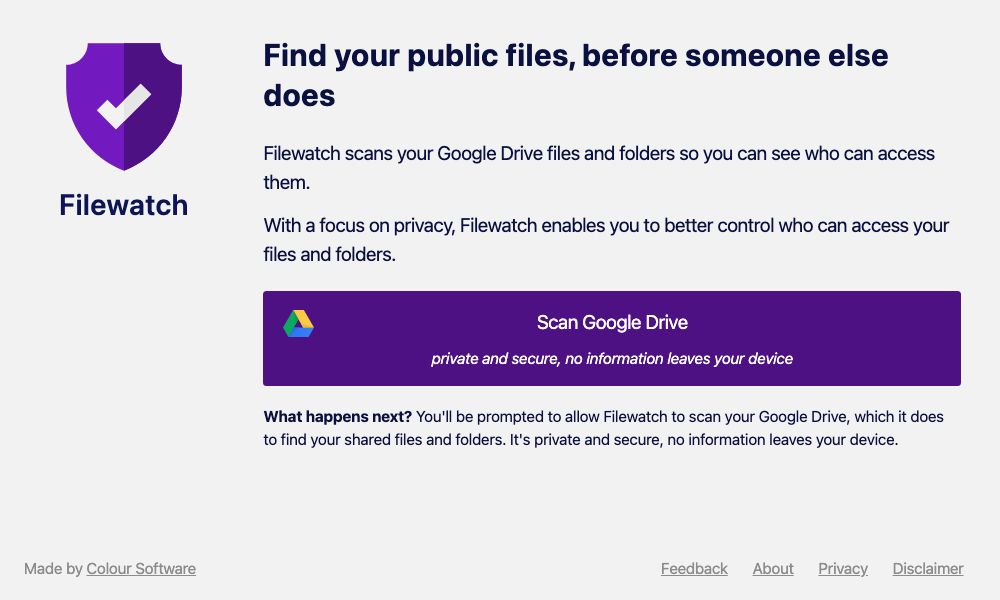 Filewatch
Find your public files, before someone else
does
Filewatch scans your Google Drive files and folders so you can see who can access
them.
With a focus on privacy, Filewatch enables you to better control who can access your
files and folders.
Scan Google Drive
private and secure, no information leaves your device
What happens next? You'll be prompted to allow Filewatch to scan your Google Drive, which it does
to find your shared files and folders. It's private and secure, no information leaves your device.
Made by Colour Software
Feedback About Privacy Disclaimer